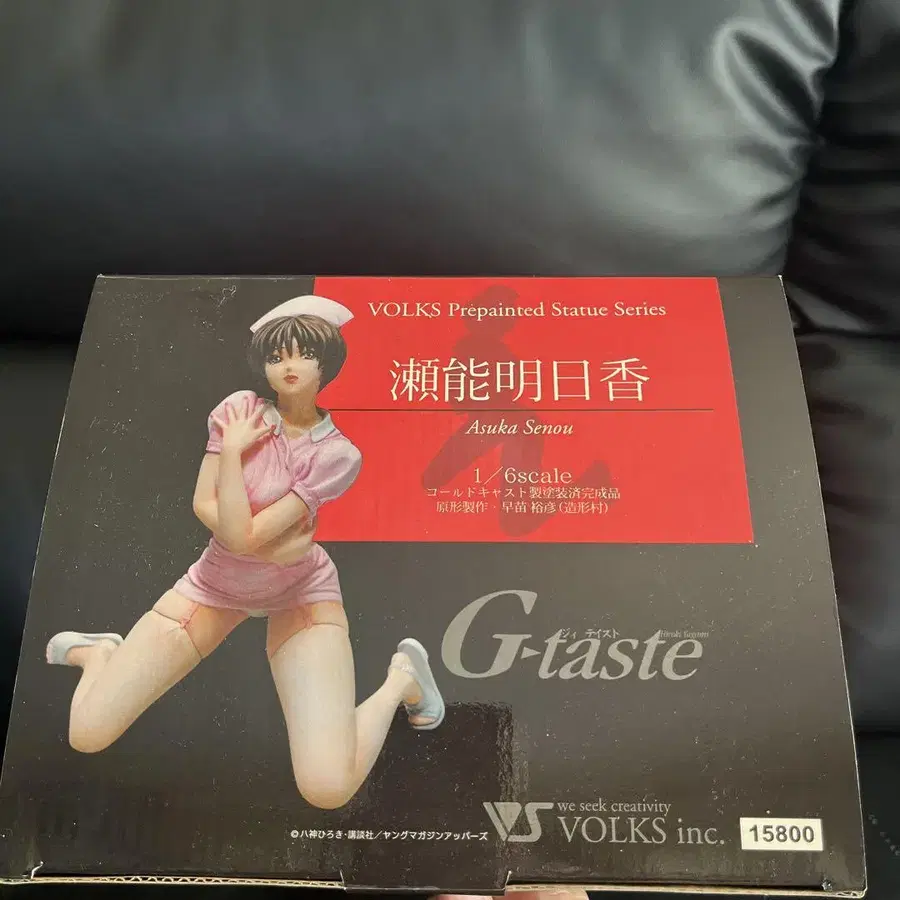 VOLKS Prepainted Statue Series
瀬能明日香
Asuka Senou
1/6scale
コールドキャスト製塗装済完成品
原形製作・早苗 裕彦(造形村)
ジィ テイスト
Hiroki Yagami
G-taste
we seek creativity
VS VOLKS inc.
15800
©八神ひろき・講談社/ヤングマガジンアッパーズ